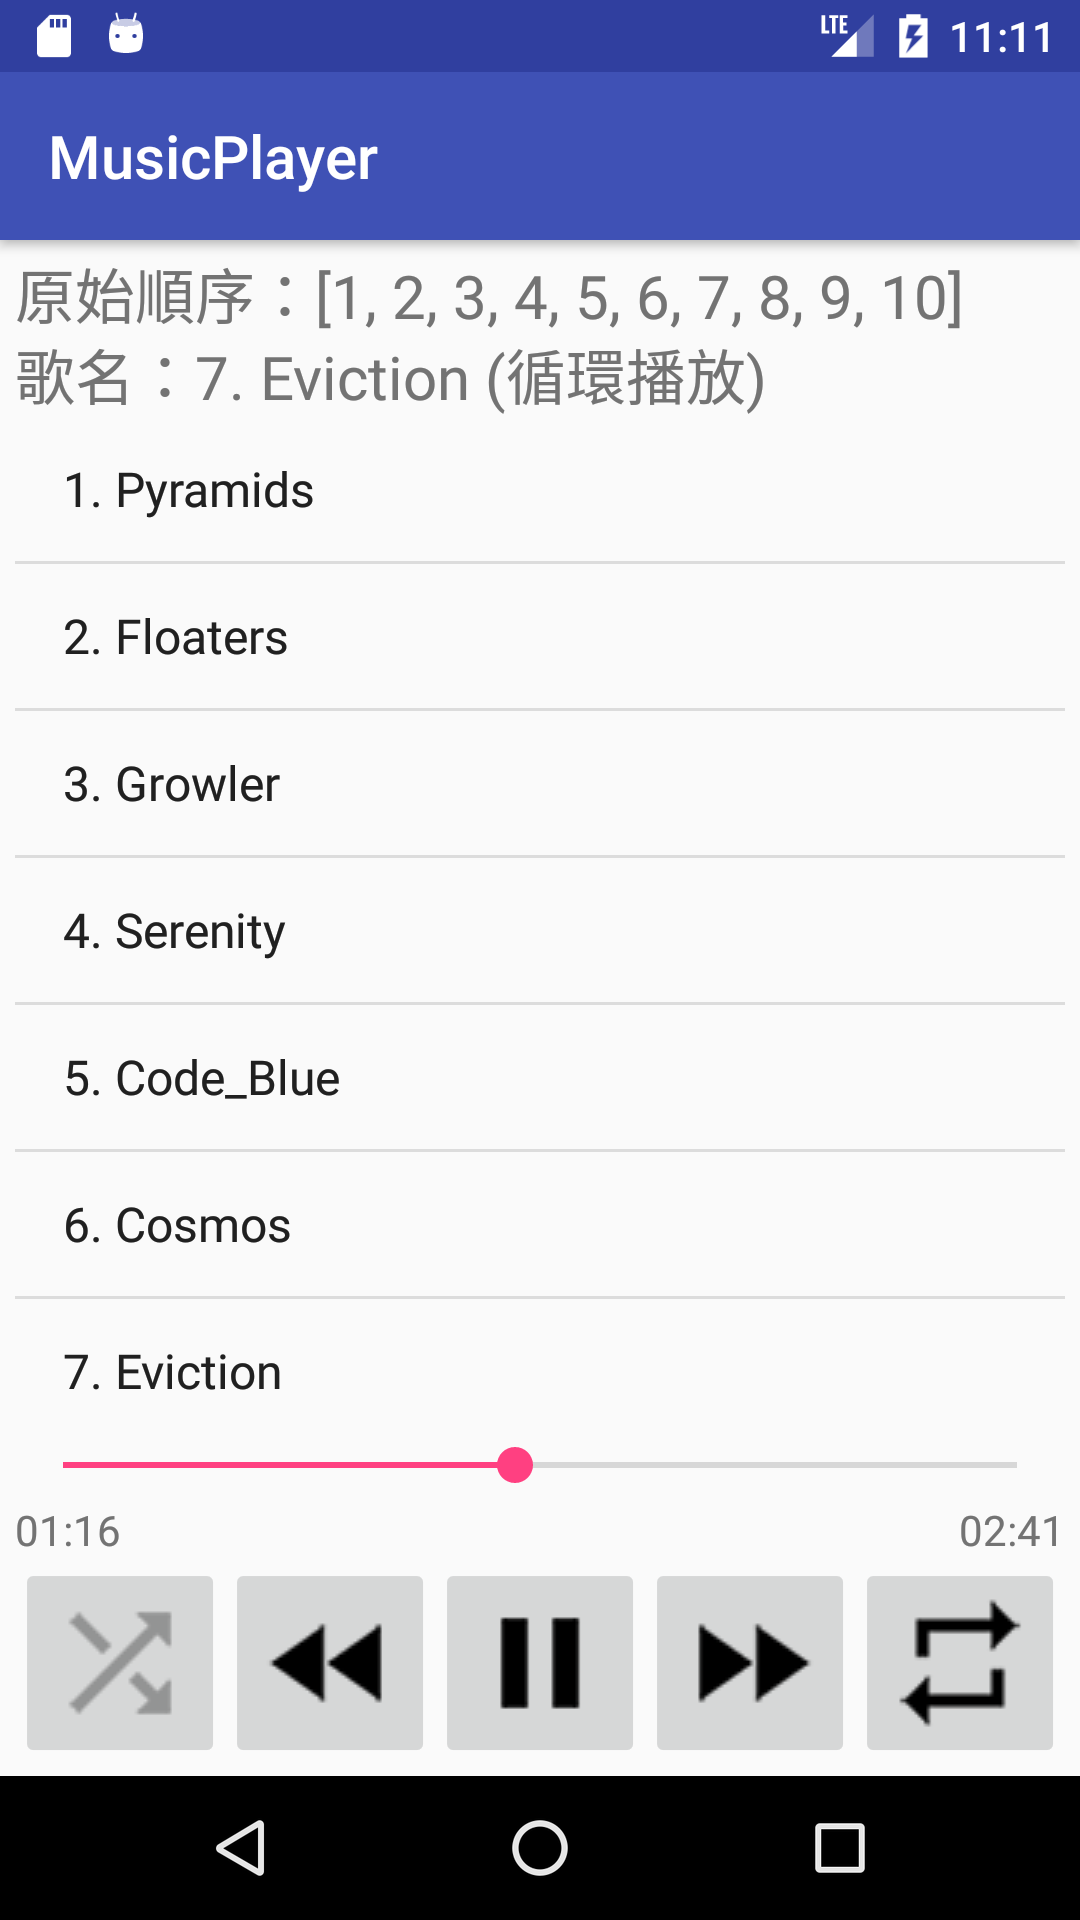 LTE 11:11
MusicPlayer
原始順序：[1, 2, 3, 4, 5, 6, 7, 8, 9, 10]
歌名：7. Eviction (循環播放)
1. Pyramids
2. Floaters
3. Growler
4. Serenity
5. Code_Blue
6. Cosmos
7. Eviction
01:16 02:41